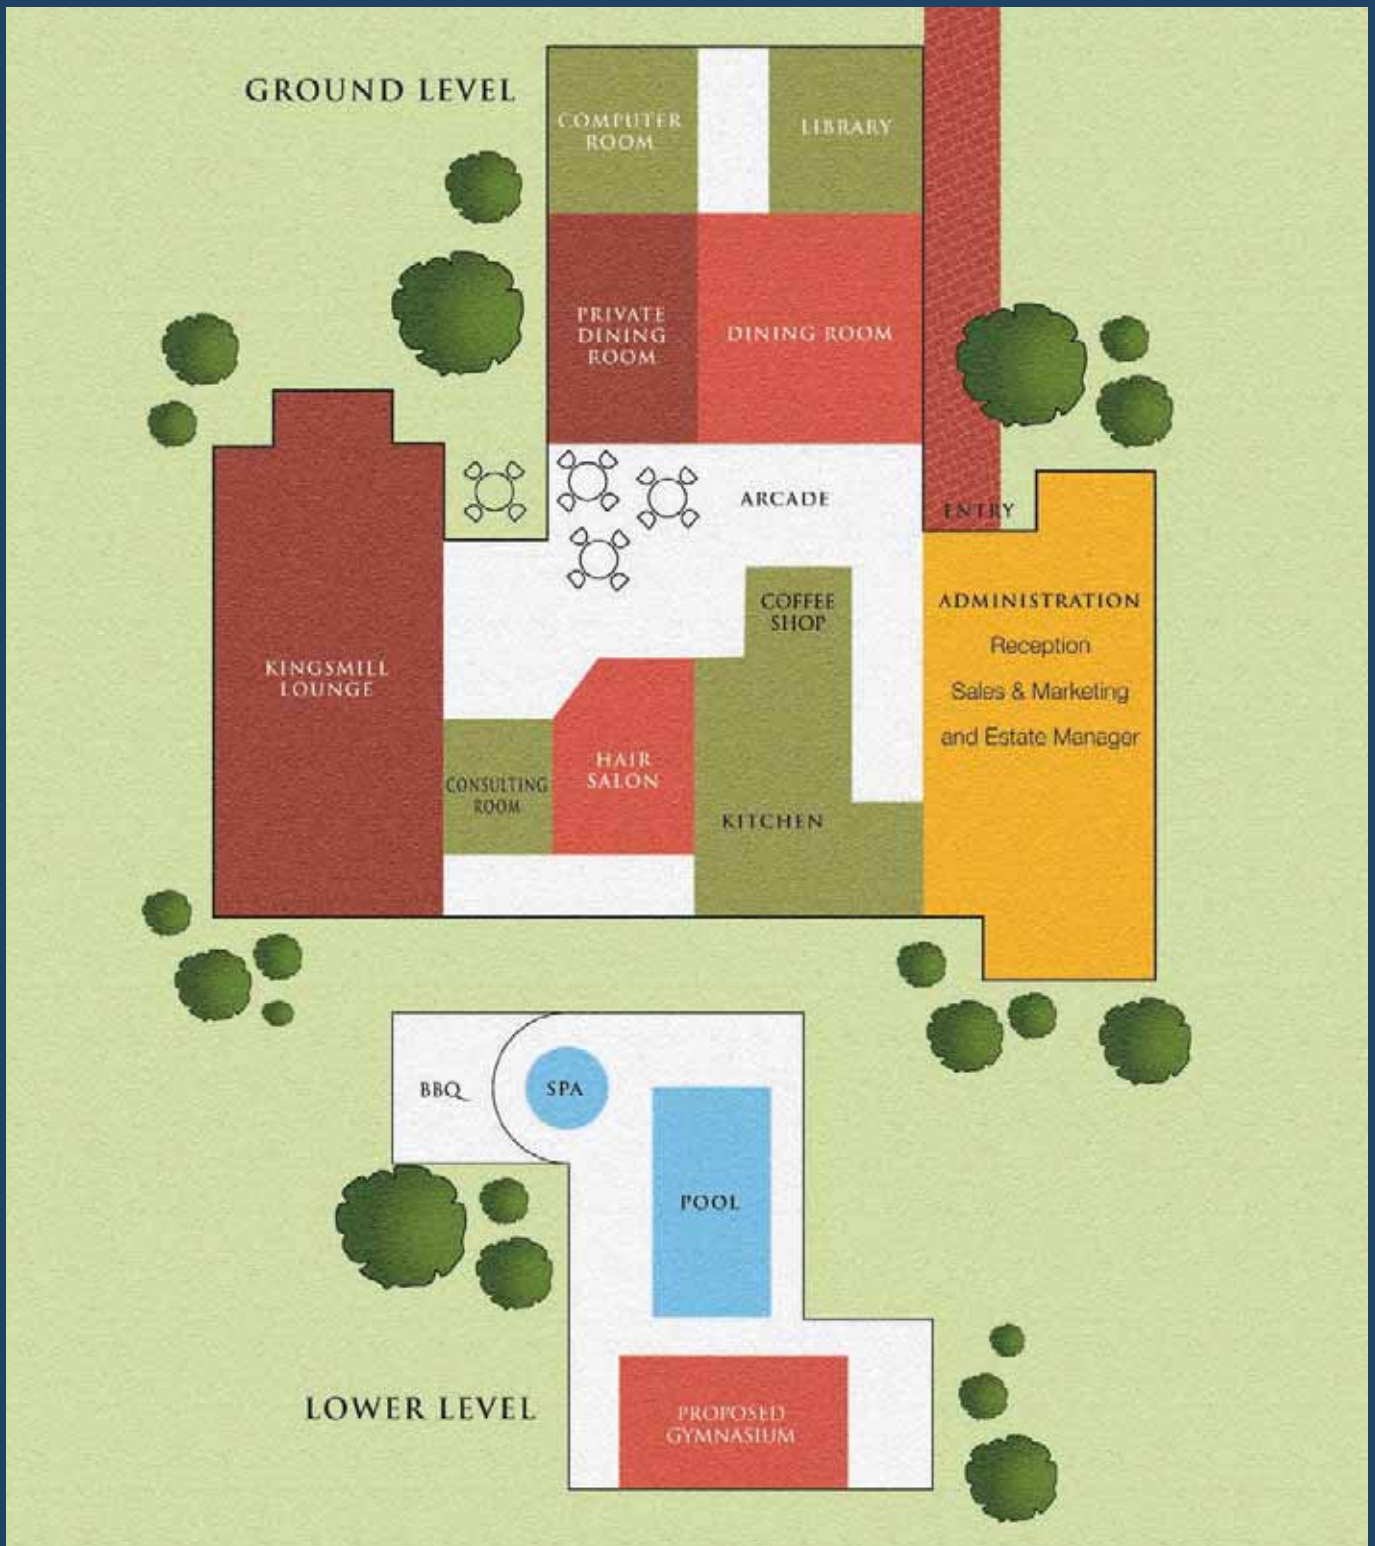 GROUND LEVEL
COMPUTER
ROOM
LIBRARY
PRIVATE
DINING
ROOM
DINING ROOM
ARCADE
ENTRY
COFFEE
SHOP
ADMINISTRATION
Reception
Sales & Marketing
and Estate Manager
KINGSMILL
LOUNGE
CONSULTING
ROOM
HAIR
SALON
KITCHEN
BBQ
SPA
POOL
LOWER LEVEL
PROPOSED
GYMNASIUM